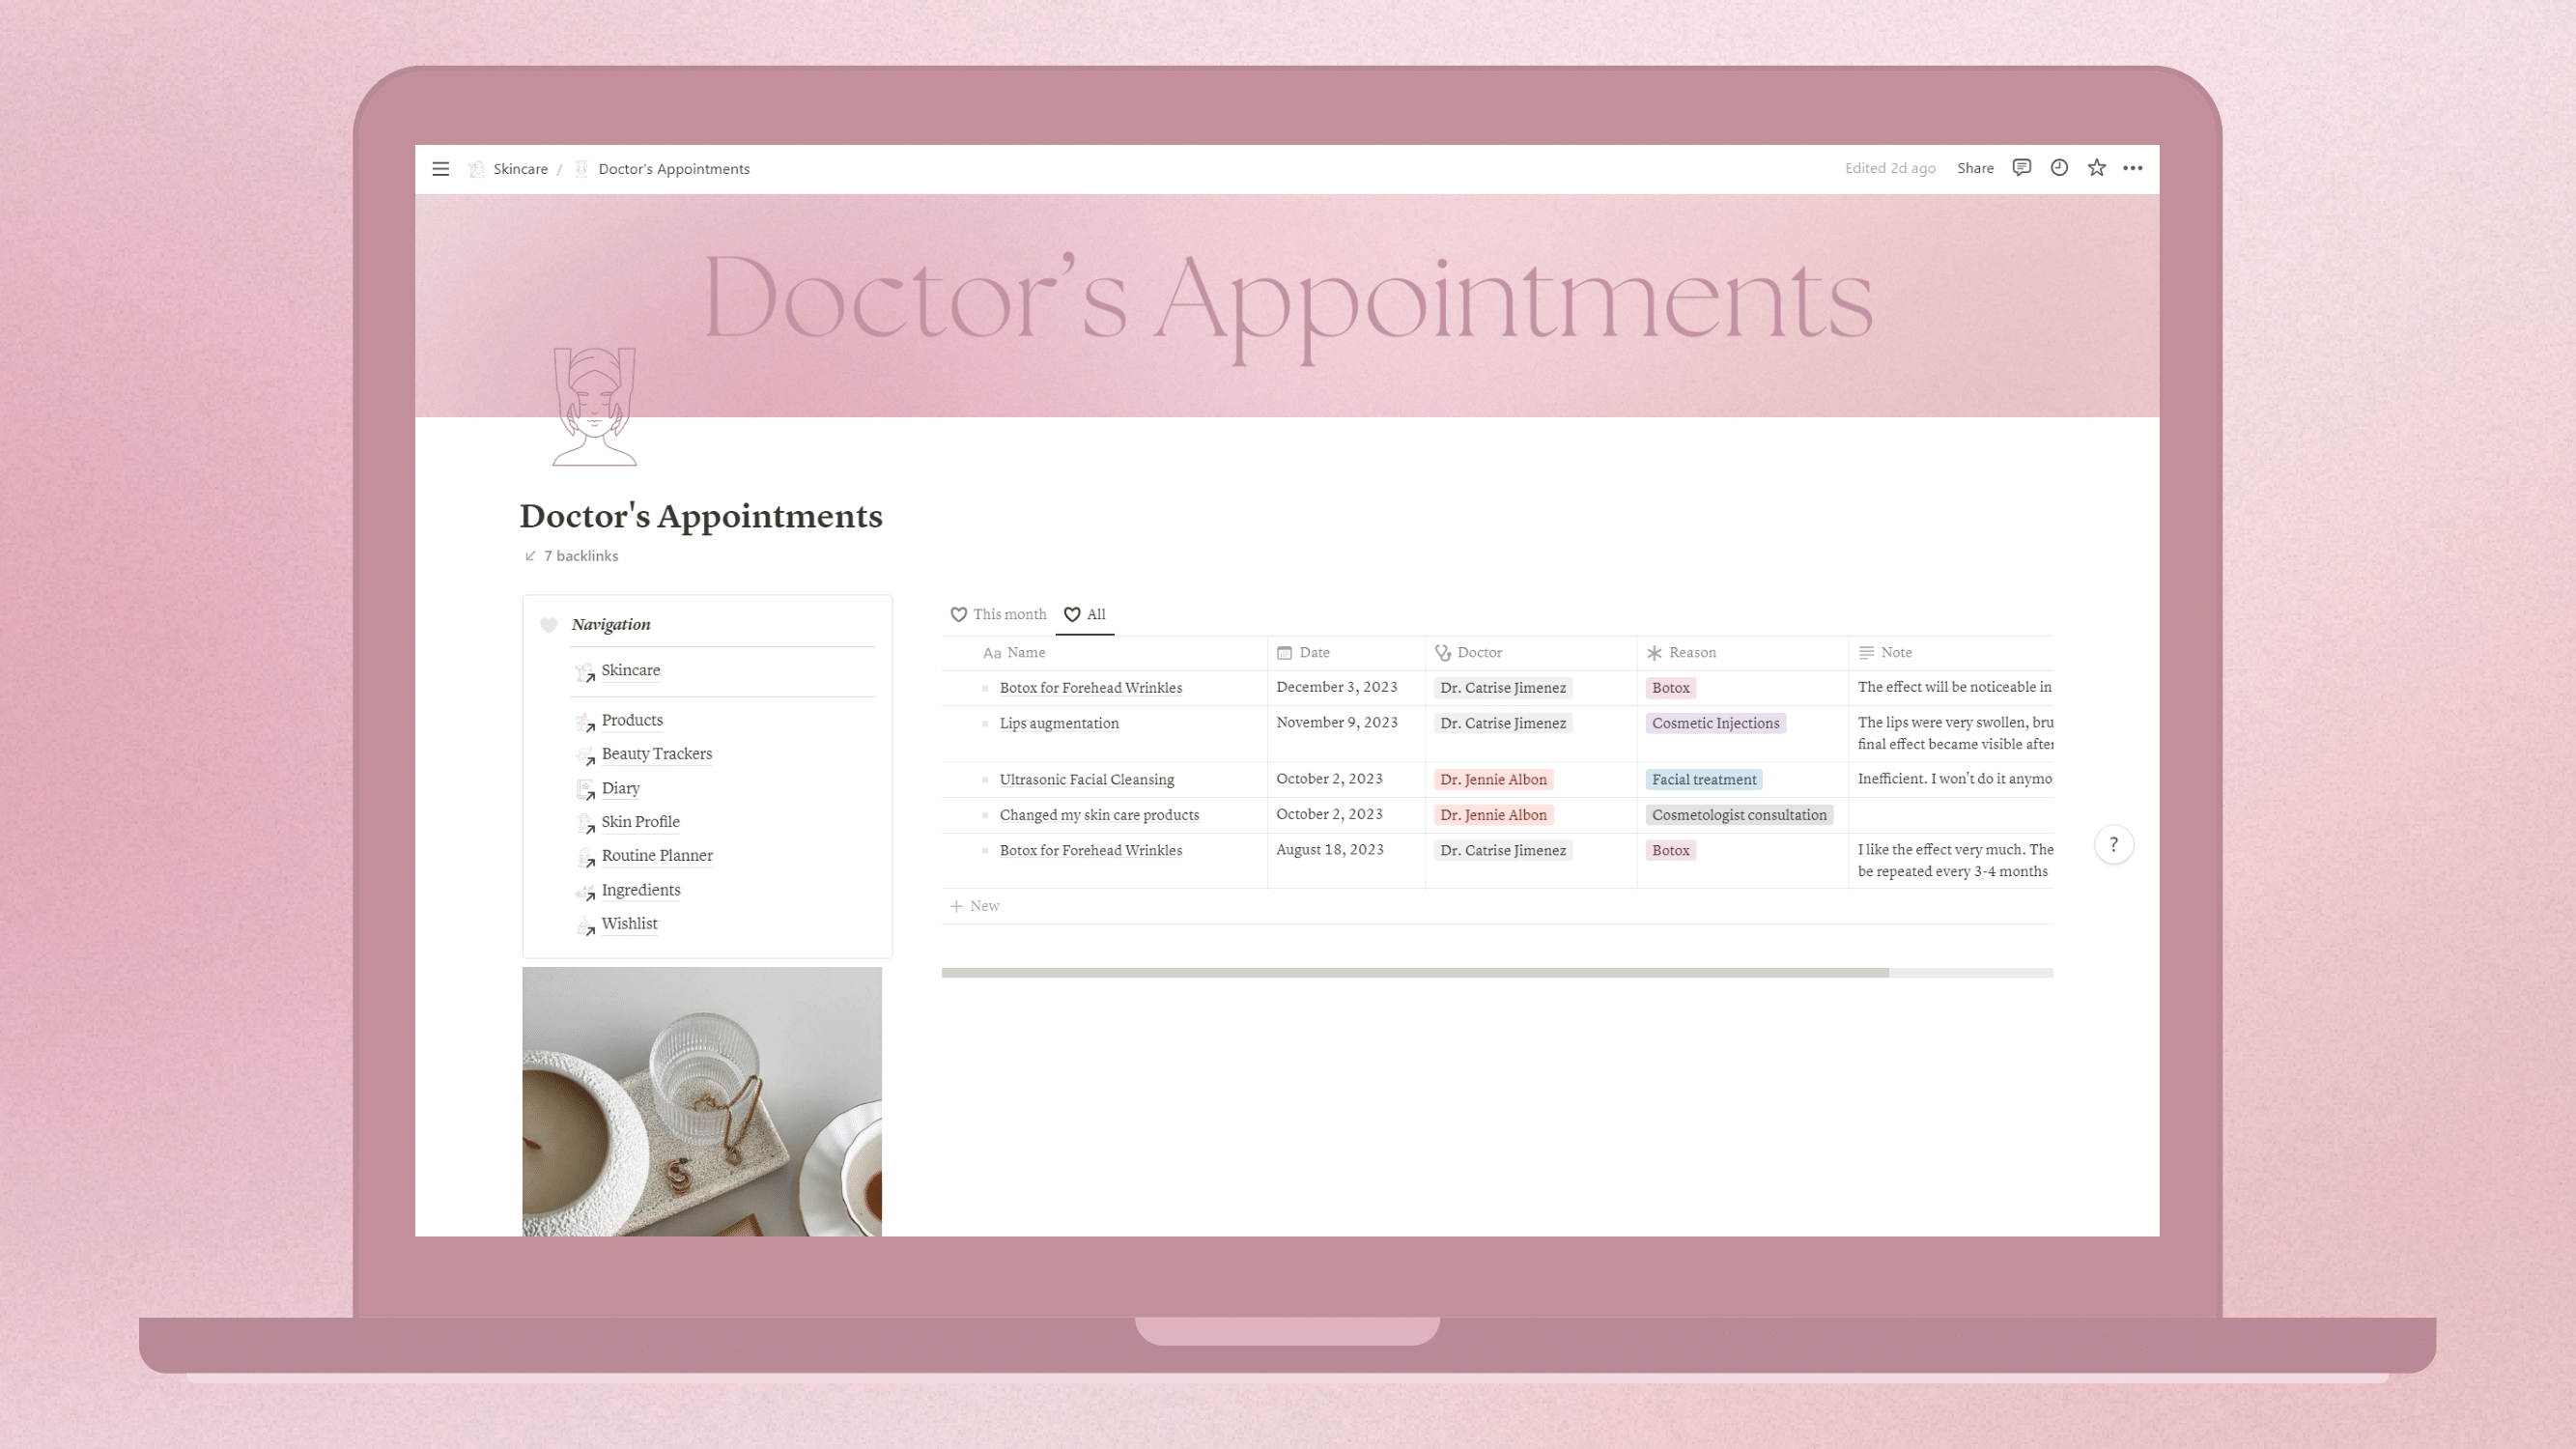 Skincare / Doctor's Appointments
Edited 2d ago Share
Doctor’s Appointments
Doctor's Appointments
7 backlinks
Navigation
Skincare
Products
Beauty Trackers
Diary
Skin Profile
Routine Planner
Ingredients
Wishlist
This month All
Aa Name Date Doctor Reason Note
Botox for Forehead Wrinkles December 3, 2023 Dr. Catrise Jimenez Botox The effect will be noticeable in
Lips augmentation November 9, 2023 Dr. Catrise Jimenez Cosmetic Injections The lips were very swollen, bru
final effect became visible after
Ultrasonic Facial Cleansing October 2, 2023 Dr. Jennie Albon Facial treatment Inefficient. I won't do it anymo
Changed my skin care products October 2, 2023 Dr. Jennie Albon Cosmetologist consultation
Botox for Forehead Wrinkles August 18, 2023 Dr. Catrise Jimenez Botox I like the effect very much. The
be repeated every 3-4 months
+ New
?